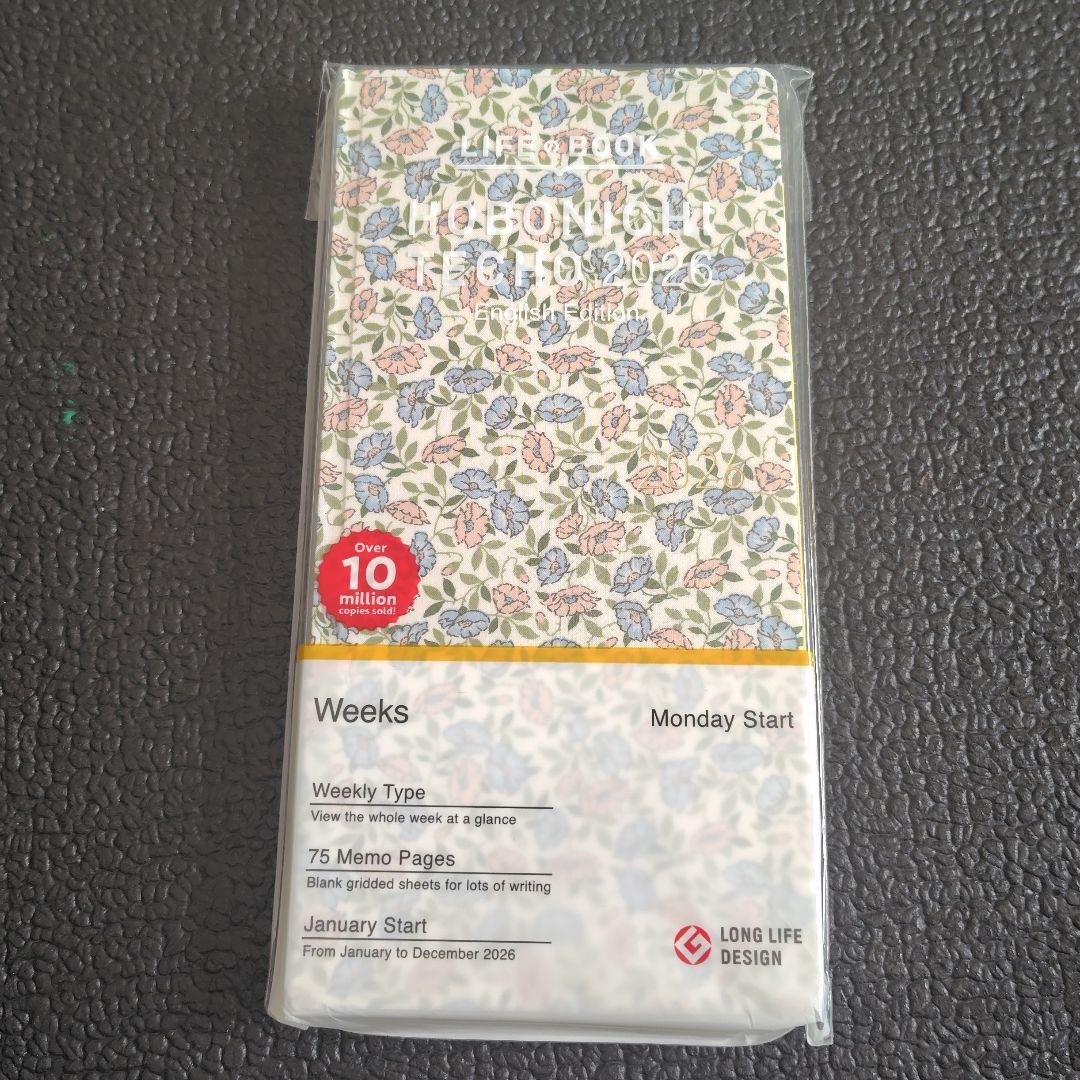 LIFE BOOK
HOBONICHI
TECHO 2026
English Edition
2026
Over
10
million
copies sold!
Weeks
Monday Start
Weekly Type
View the whole week at a glance
75 Memo Pages
Blank gridded sheets for lots of writing
January Start
From January to December 2026
LONG LIFE
DESIGN